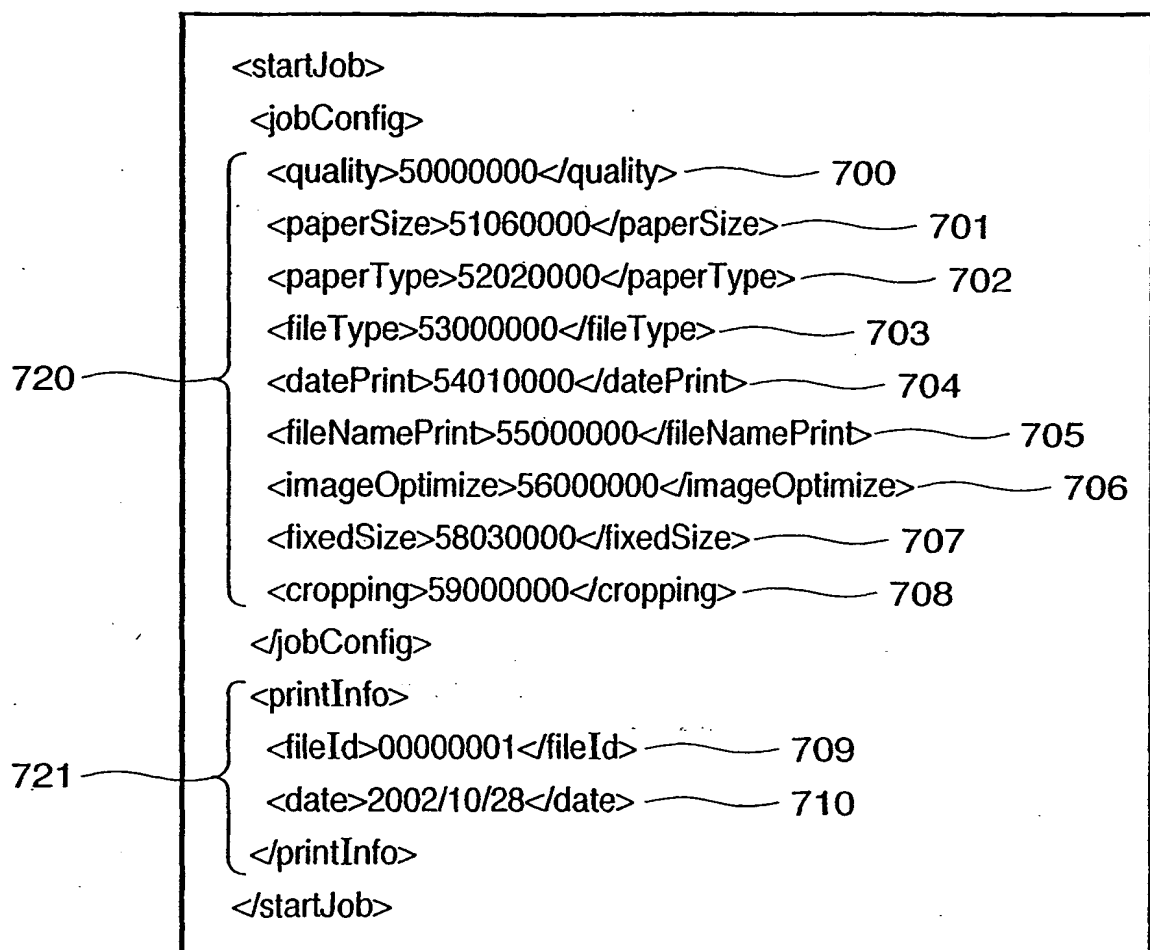 <startJob>
<jobConfig>
<quality>50000000</quality> 700
<paperSize>51060000</paperSize> 701
<paperType>52020000</paperType> 702
<fileType>53000000</fileType> 703
720 <datePrint>54010000</datePrint> 704
<fileNamePrint>55000000</fileNamePrint> 705
<imageOptimize>56000000</imageOptimize> 706
<fixedSize>58030000</fixedSize> 707
<cropping>59000000</cropping> 708
</jobConfig>
<printInfo>
<fileId>00000001</fileId> 709
721 <date>2002/10/28</date> 710
</printInfo>
</startJob>